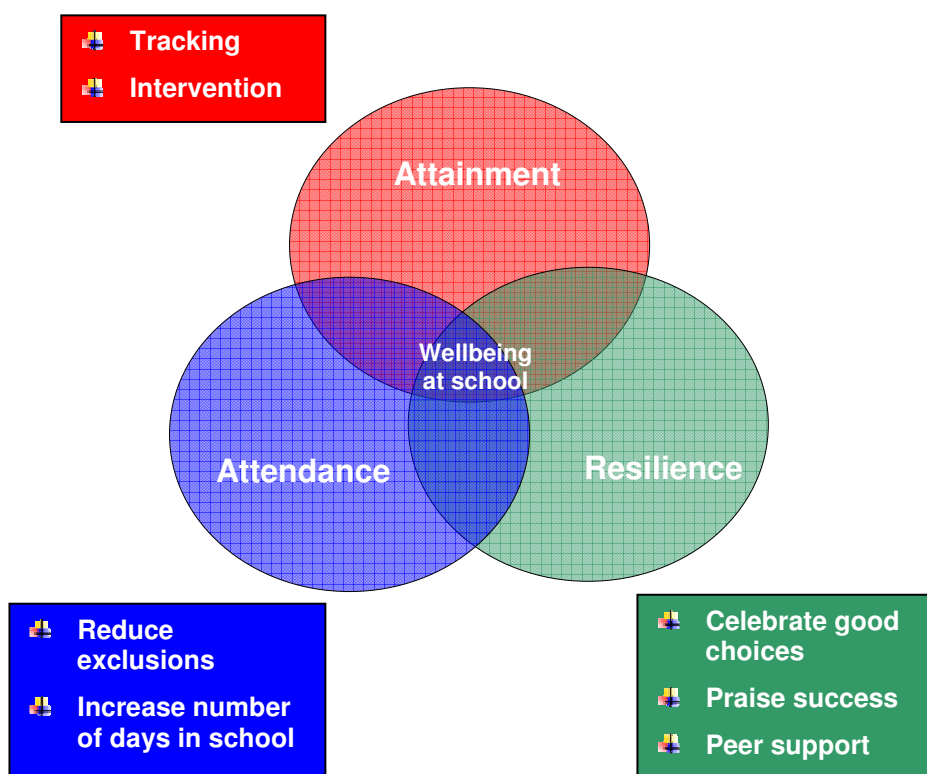 Tracking
Intervention
Attainment
Wellbeing
at school
Attendance
Resilience
Reduce
exclusions
Increase number
of days in school
Celebrate good
choices
Praise success
Peer support